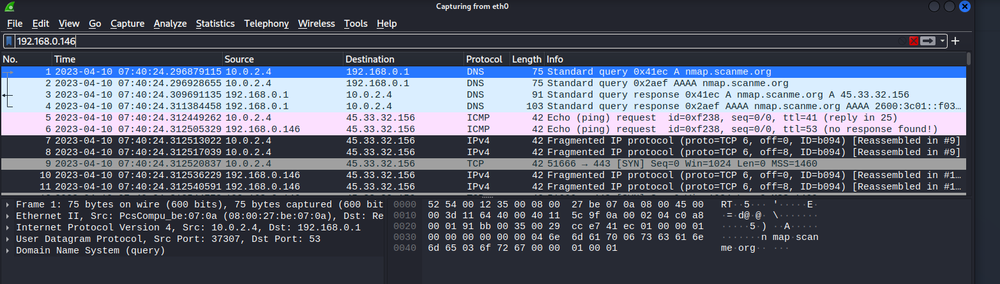 Capturing from eth0
File Edit View Go Capture Analyze Statistics Telephony Wireless Tools Help
192.168.0.146
No. Time Source Destination Protocol Length Info
1 2023-04-10 07:40:24.296879115 10.0.2.4 192.168.0.1 DNS 75 Standard query 0x41ec A nmap.scanme.org
2 2023-04-10 07:40:24.296928655 10.0.2.4 192.168.0.1 DNS 75 Standard query 0x2aef AAAA nmap.scanme.org
3 2023-04-10 07:40:24.309691135 192.168.0.1 10.0.2.4 DNS 91 Standard query response 0x41ec A nmap.scanme.org A 45.33.32.156
4 2023-04-10 07:40:24.311384458 192.168.0.1 10.0.2.4 DNS 103 Standard query response 0x2aef AAAA nmap.scanme.org AAAA 2600:3c01::f03…
5 2023-04-10 07:40:24.312449262 10.0.2.4 45.33.32.156 ICMP 42 Echo (ping) request id=0xf238, seq=0/0, ttl=41 (reply in 25)
6 2023-04-10 07:40:24.312505329 192.168.0.146 45.33.32.156 ICMP 42 Echo (ping) request id=0xf238, seq=0/0, ttl=53 (no response found!)
7 2023-04-10 07:40:24.312513022 10.0.2.4 45.33.32.156 IPv4 42 Fragmented IP protocol (proto=TCP 6, off=0, ID=b094) [Reassembled in #9]
8 2023-04-10 07:40:24.312517039 10.0.2.4 45.33.32.156 IPv4 42 Fragmented IP protocol (proto=TCP 6, off=8, ID=b094) [Reassembled in #9]
9 2023-04-10 07:40:24.312520837 10.0.2.4 45.33.32.156 TCP 42 51666 → 443 [SYN] Seq=0 Win=1024 Len=0 MSS=1460
10 2023-04-10 07:40:24.312536229 192.168.0.146 45.33.32.156 IPv4 42 Fragmented IP protocol (proto=TCP 6, off=0, ID=b094) [Reassembled in #1…
11 2023-04-10 07:40:24.312540591 192.168.0.146 45.33.32.156 IPv4 42 Fragmented IP protocol (proto=TCP 6, off=8, ID=b094) [Reassembled in #1…
Frame 1: 75 bytes on wire (600 bits), 75 bytes captured (600 bit
Ethernet II, Src: PcsCompu_be:07:0a (08:00:27:be:07:0a), Dst: Re
Internet Protocol Version 4, Src: 10.0.2.4, Dst: 192.168.0.1
User Datagram Protocol, Src Port: 37307, Dst Port: 53
Domain Name System (query)
0000 52 54 00 12 35 00 08 00 27 be 07 0a 08 00 45 00 RT··5···'·····E·
0010 00 3d 11 64 40 00 40 11 5c 9f 0a 00 02 04 c0 a8 ·=·d@·@·\·······
0020 00 01 91 bb 00 35 00 29 cc e7 41 ec 01 00 00 01 ·····5·)··A·····
0030 00 00 00 00 00 00 04 6e 6d 61 70 06 73 63 61 6e ·······nmap·scan
0040 6d 65 03 6f 72 67 00 00 01 00 01 me·org·····